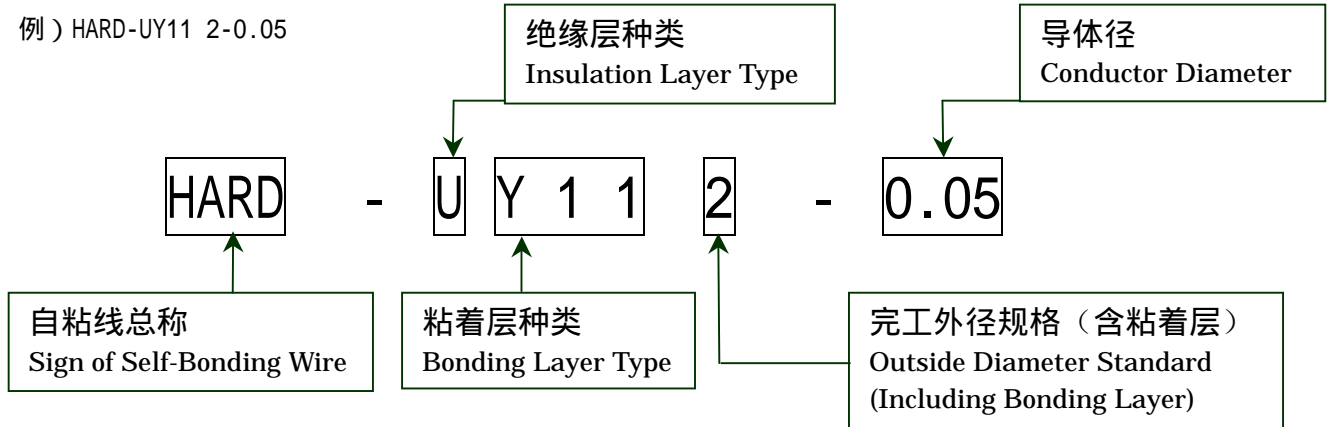 例）HARD-UY11 2-0.05
绝缘层种类
Insulation Layer Type
导体径
Conductor Diameter
HARD - U Y 1 1 2 - 0.05
自粘线总称
Sign of Self-Bonding Wire
粘着层种类
Bonding Layer Type
完工外径规格（含粘着层）
Outside Diameter Standard
(Including Bonding Layer)